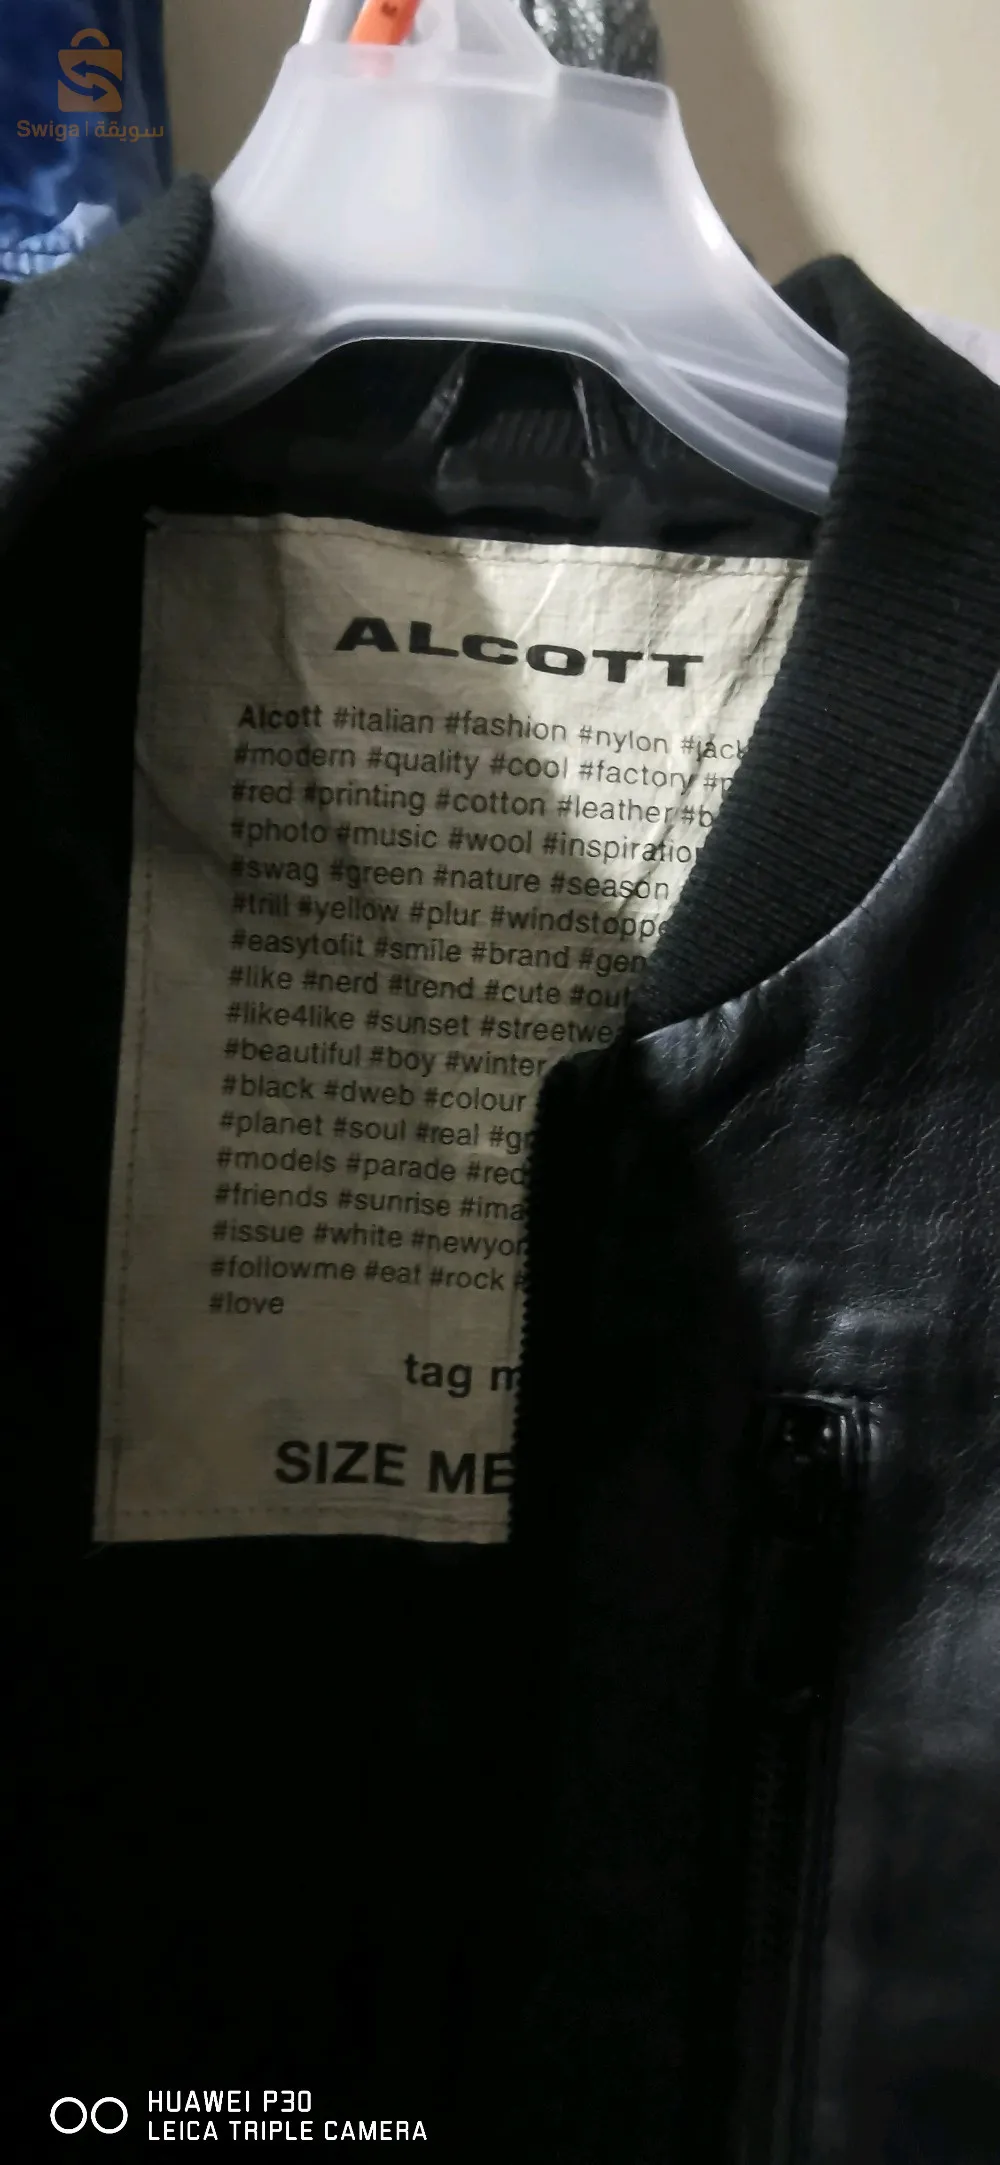 Swiga | سويقة
ALCOTT
Alcott #italian #fashion #nylon
#modern #quality #cool #factory
#red #printing #cotton #leather
#photo #music #wool
#swag #green #nature #season
#trill #yellow #plur
#easytofit #smile #brand
#like #nerd #trend #cute
#like4like #sunset
#beautiful #boy #winter
#black #dweb #colour
#planet #soul #real
#models #parade
#friends #sunrise
#issue #white
#followme #eat #rock
#love
tag
SIZE
HUAWEI P30
LEICA TRIPLE CAMERA